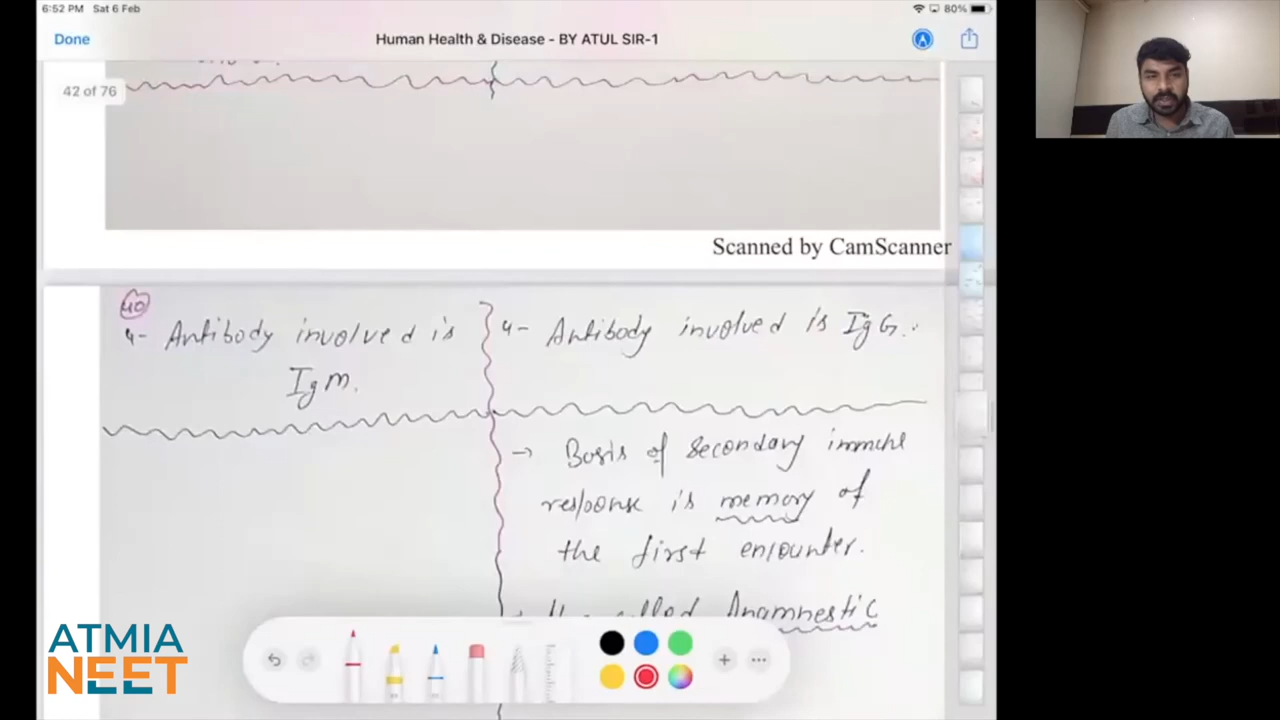 6:52 PM Sat 6 Feb
80%
Done
Human Health & Disease - BY ATUL SIR-1
42 of 76
Scanned by CamScanner
40
4- Antibody involved is
IgM.
4- Antibody involved is IgG.
→ Basis of secondary immune
response is memory of
the first encounter.
called Anamnestic
ATMIA
NEET